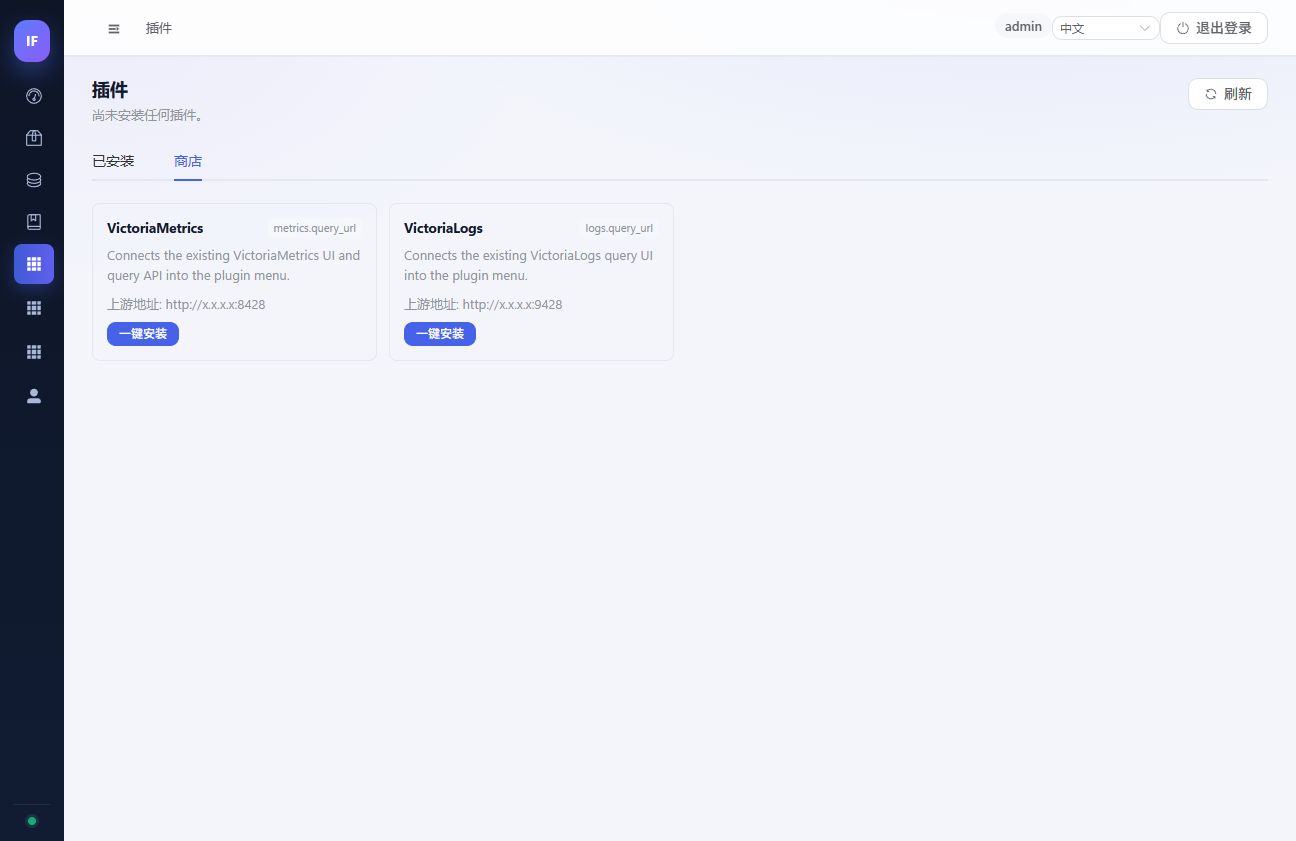 IF
插件
admin
中文
退出登录
插件
尚未安装任何插件。
刷新
已安装
商店
VictoriaMetrics
metrics.query_url
Connects the existing VictoriaMetrics UI and
query API into the plugin menu.
上游地址: http://x.x.x.x:8428
一键安装
VictoriaLogs
logs.query_url
Connects the existing VictoriaLogs query UI
into the plugin menu.
上游地址: http://x.x.x.x:9428
一键安装